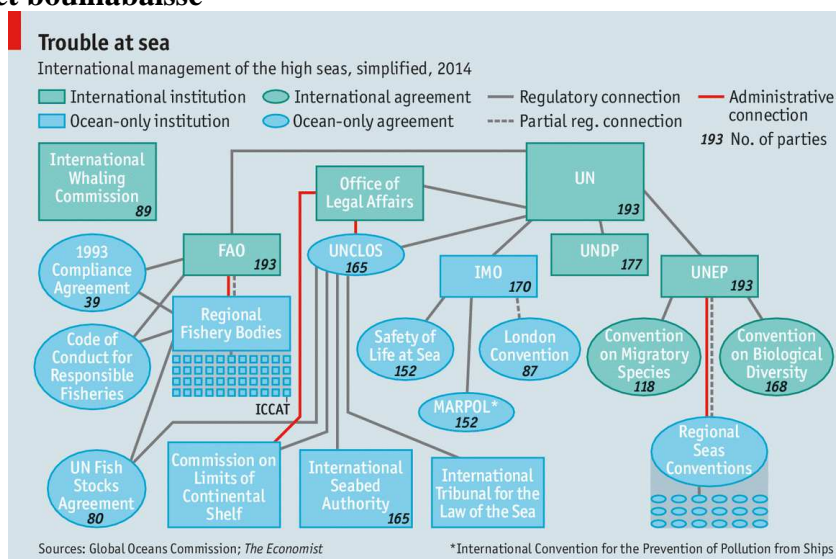 et bouillabaisse
Trouble at sea
International management of the high seas, simplified, 2014
International institution
International agreement
Regulatory connection
Administrative
connection
Ocean-only institution
Ocean-only agreement
Partial reg. connection
193 No. of parties
International
Whaling
Commission
89
Office of
Legal Affairs
UN
193
1993
Compliance
Agreement
39
FAO
193
UNCLOS
165
IMO
170
UNDP
177
UNEP
193
Regional
Fishery Bodies
ICCAT
Code of
Conduct for
Responsible
Fisheries
Safety of
Life at Sea
152
London
Convention
87
MARPOL*
152
Convention
on Migratory
Species
118
Convention
on Biological
Diversity
168
Regional
Seas
Conventions
UN Fish
Stocks
Agreement
80
Commission on
Limits of
Continental
Shelf
International
Seabed
Authority
165
International
Tribunal for the
Law of the Sea
Sources: Global Oceans Commission; The Economist
*International Convention for the Prevention of Pollution from Ships